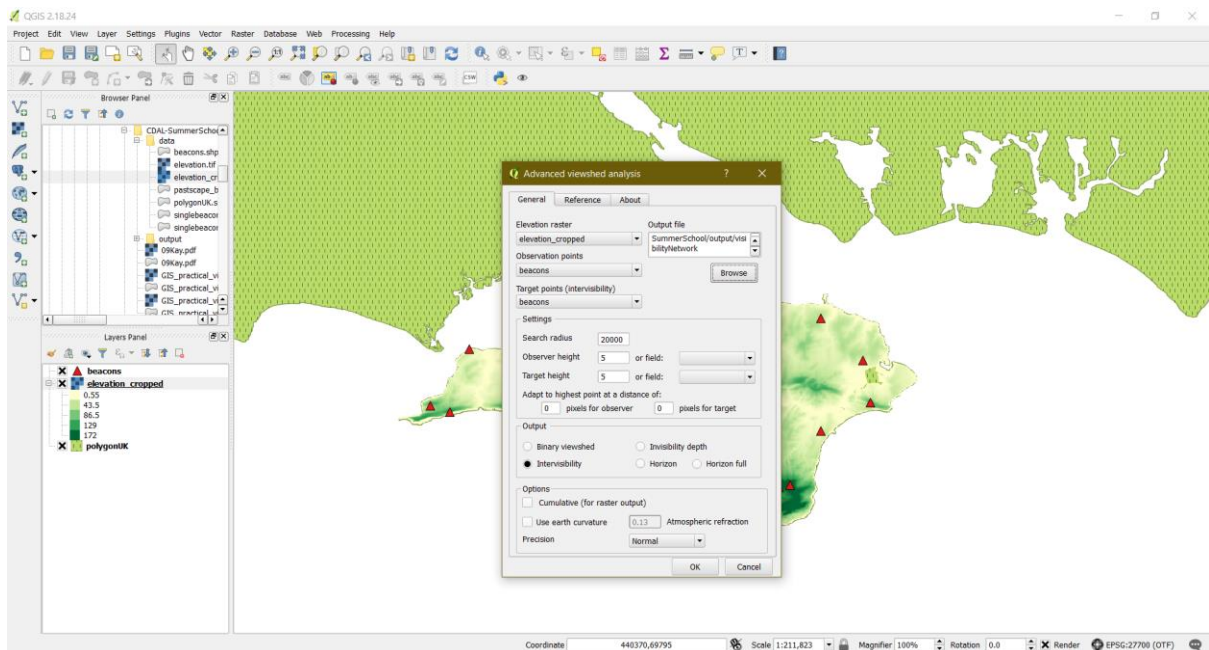 QGIS 2.18.24
Project Edit View Layer Settings Plugins Vector Raster Database Web Processing Help
CSW
Browser Panel
CDAL-SummerSchoo
data
beacons.shp
elevation.tif
elevation_cr
pastscape_b
polygonUK.s
singlebeacon
singlebeacon
output
09Kay.pdf
09Kay.pdf
GIS_practical_vi
GIS_practical_vi
GIS_practical_vi
GIS_practical_vi
Layers Panel
beacons
elevation_cropped
0.55
43.5
86.5
129
172
polygonUK
Advanced viewshed analysis ? ×
General Reference About
Elevation raster Output file
elevation_cropped SummerSchool/output/visi
bilityNetwork
Observation points
beacons Browse
Target points (intervisibility)
beacons
Settings
Search radius 20000
Observer height 5 or field:
Target height 5 or field:
Adapt to highest point at a distance of:
0 pixels for observer 0 pixels for target
Output
Binary viewshed Invisibility depth
Intervisibility Horizon Horizon full
Options
Cumulative (for raster output)
Use earth curvature 0.13 Atmospheric refraction
Precision Normal
OK Cancel
Coordinate 440370,69795 Scale 1:211,823 Magnifier 100% Rotation 0.0 Render EPSG:27700 (OTF)